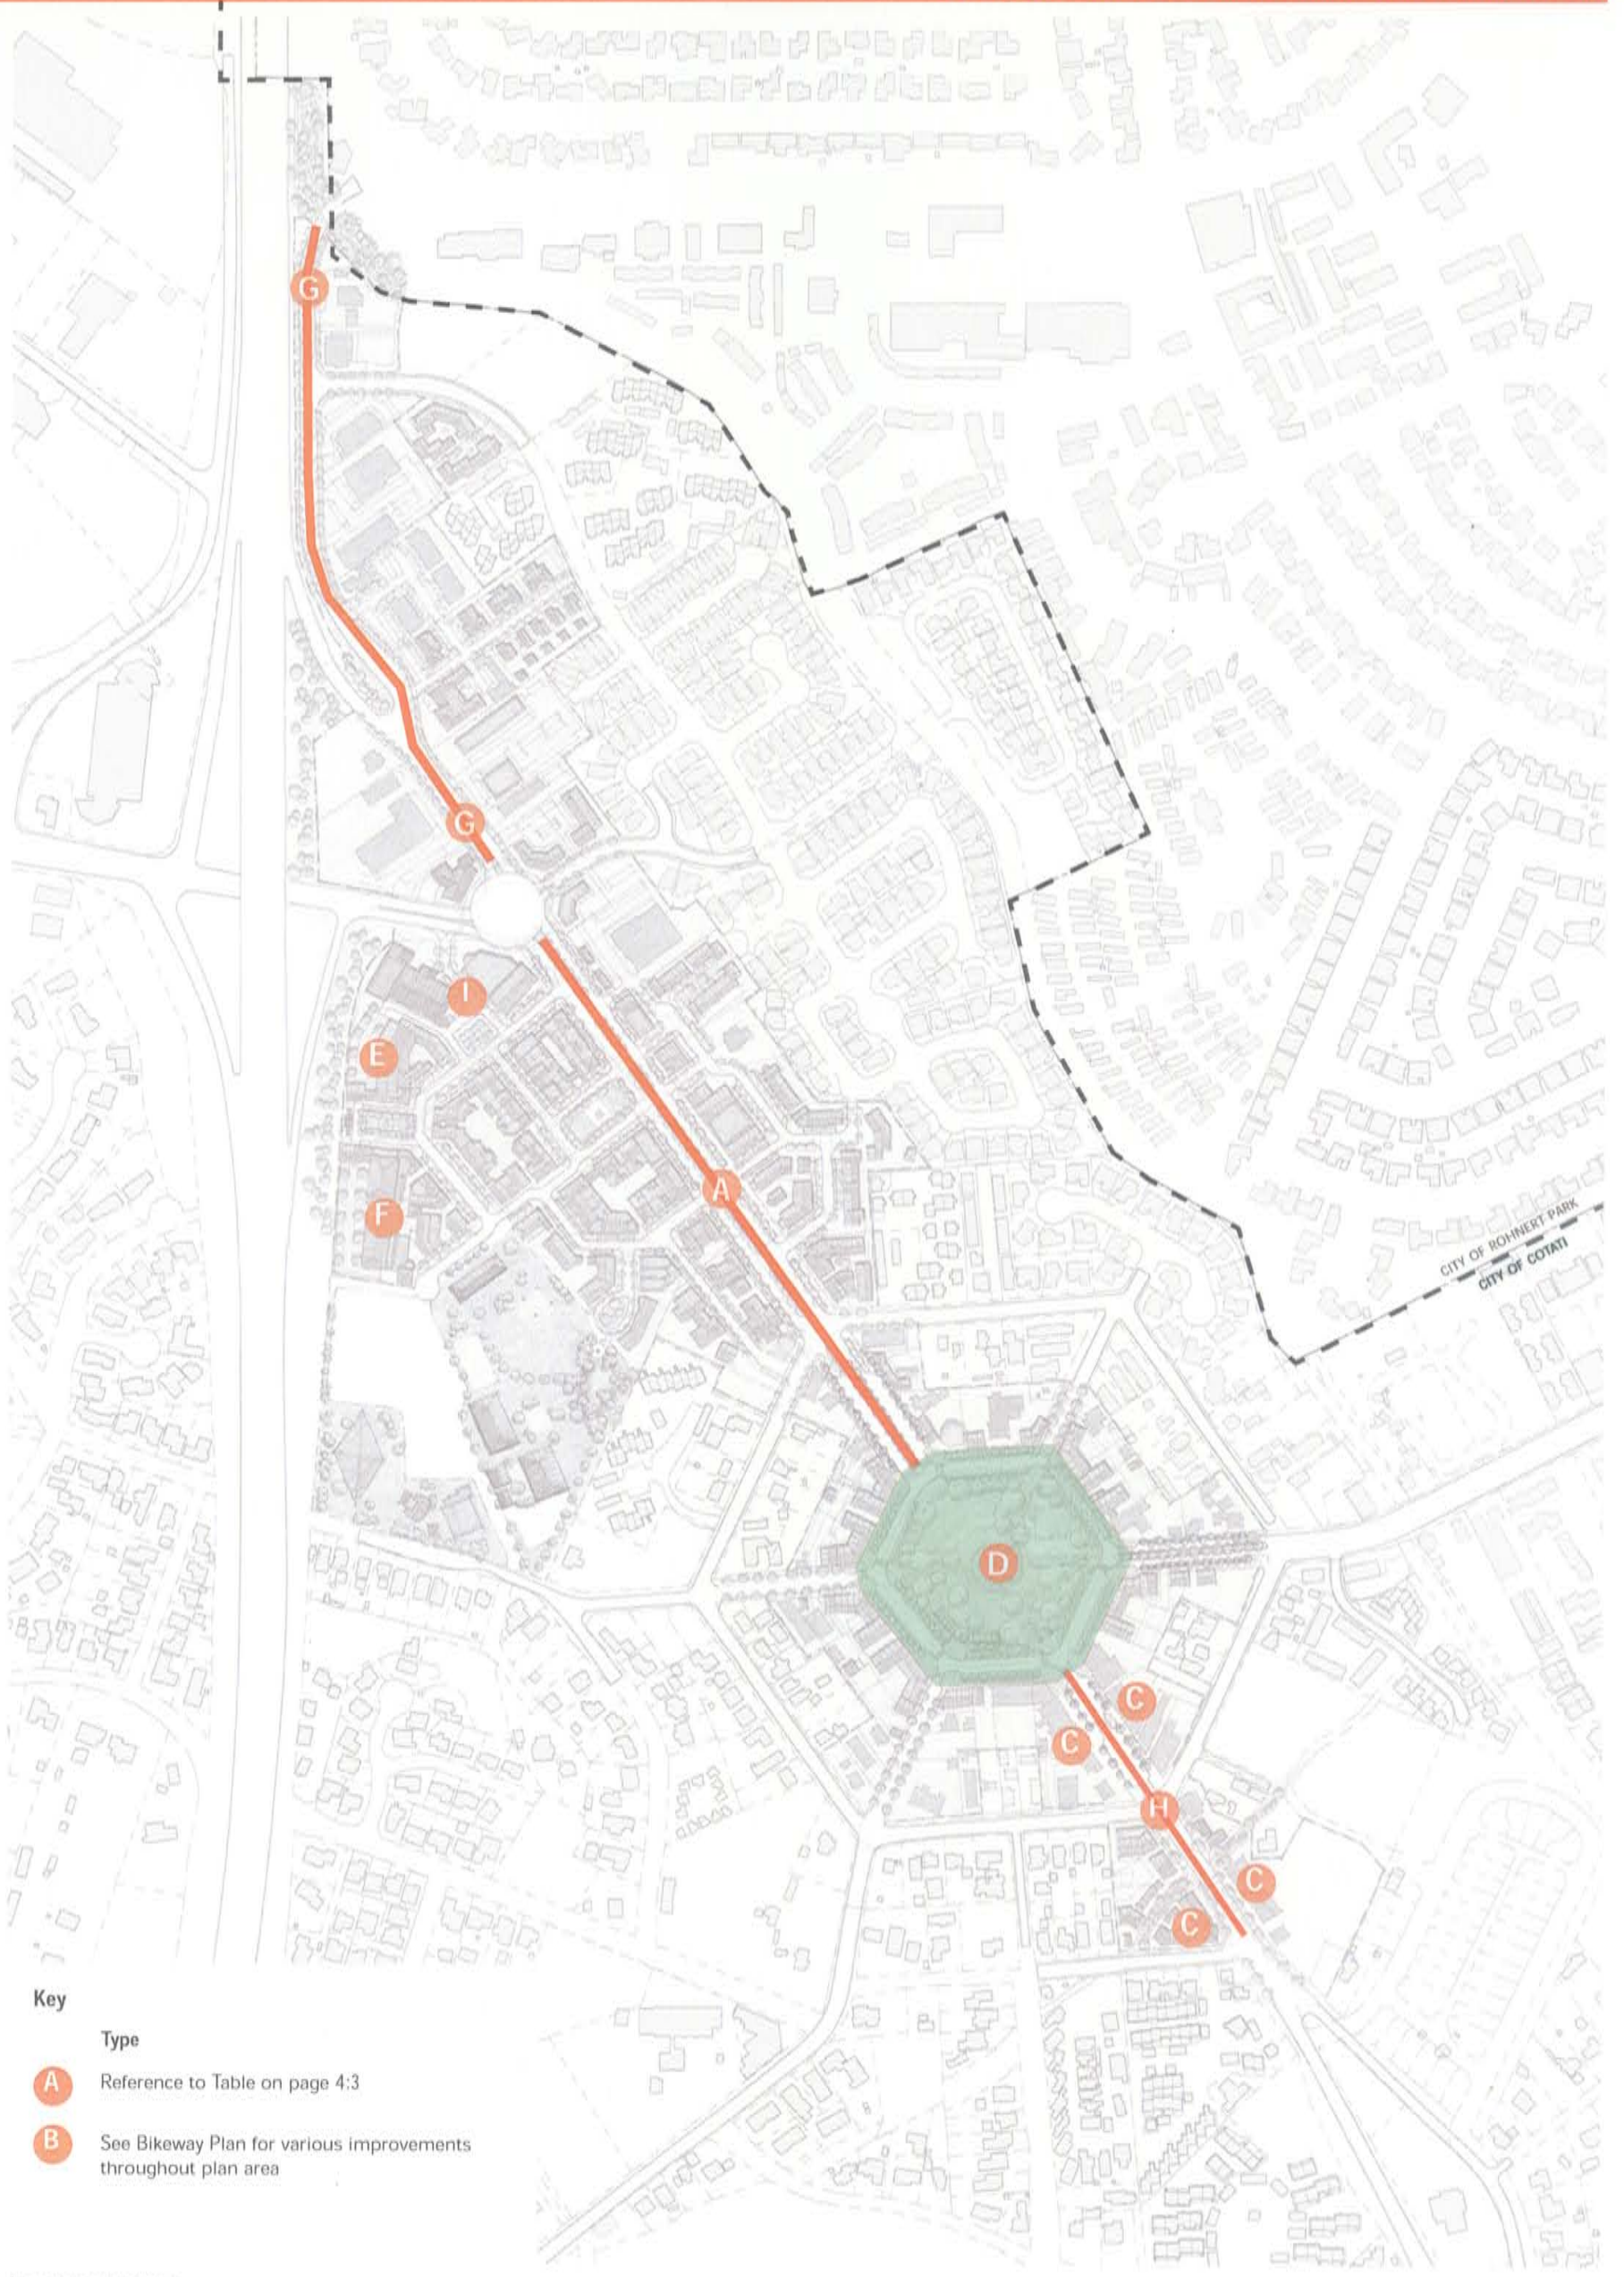 G
G
I
E
A
F
CITY OF ROHNERT PARK
CITY OF COTATI
D
C
C
H
C
C
Key
Type
A Reference to Table on page 4:3
B See Bikeway Plan for various improvements
throughout plan area